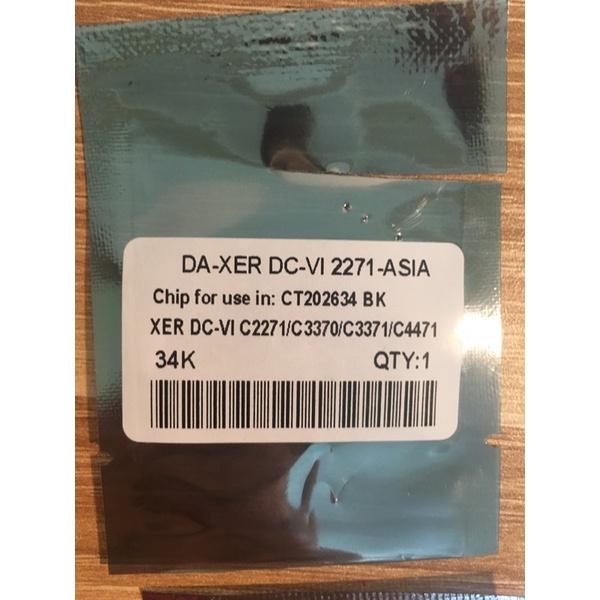 DA-XER DC-VI 2271-ASIA
Chip for use in: CT202634 BK
XER DC-VI C2271/C3370/C3371/C4471
34K QTY:1